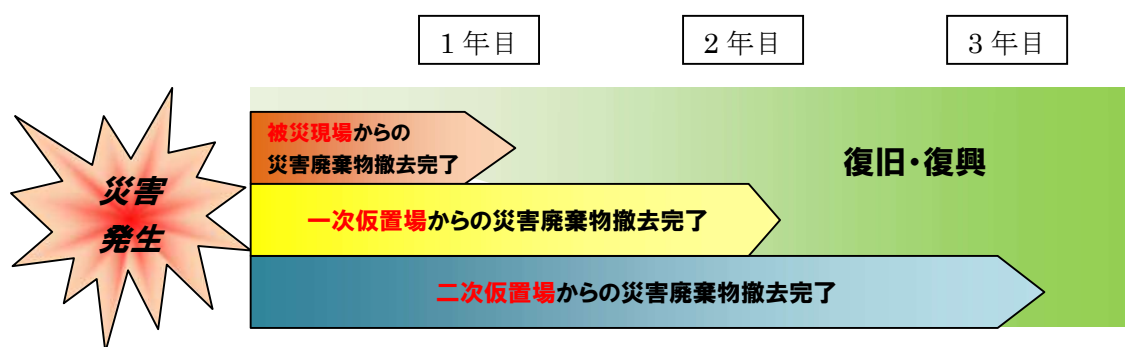 1年目
2年目
3年目
災害
発生
被災現場からの
災害廃棄物撤去完了
一次仮置場からの災害廃棄物撤去完了
二次仮置場からの災害廃棄物撤去完了
復旧・復興